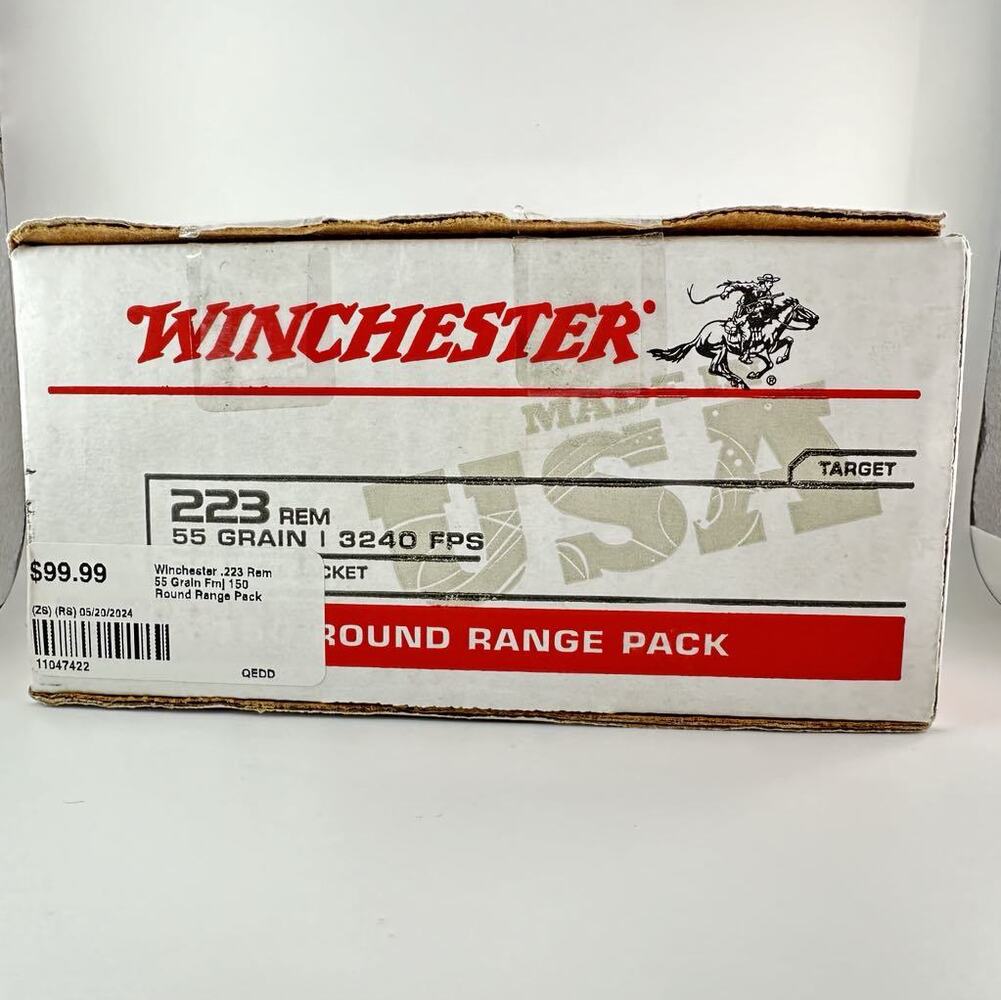 WINCHESTER
®
MADE
USA
TARGET
223 REM
55 GRAIN | 3240 FPS
CKET
ROUND RANGE PACK
$99.99
Winchester .223 Rem
55 Grain Fmj 150
Round Range Pack
(ZS) (RS) 05/20/2024
11047422
QEDD